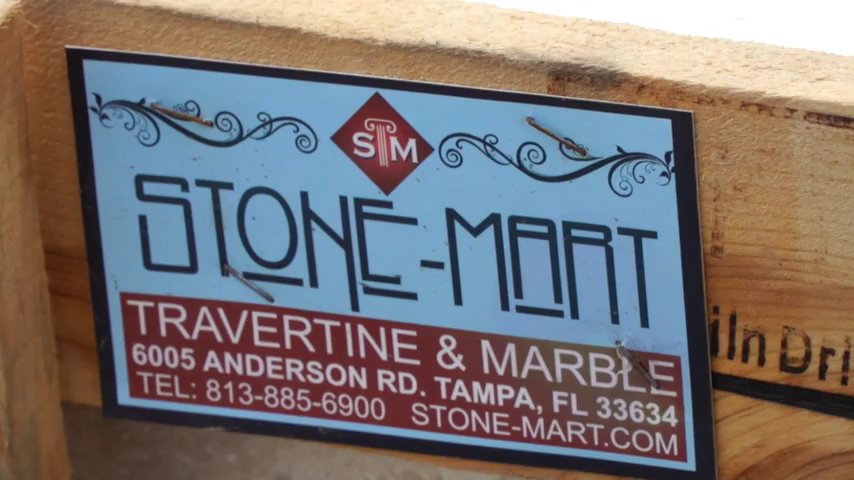 SM
STONE-MART
TRAVERTINE & MARBLE
6005 ANDERSON RD. TAMPA, FL 33634
TEL: 813-885-6900 STONE-MART.COM
iln Dri